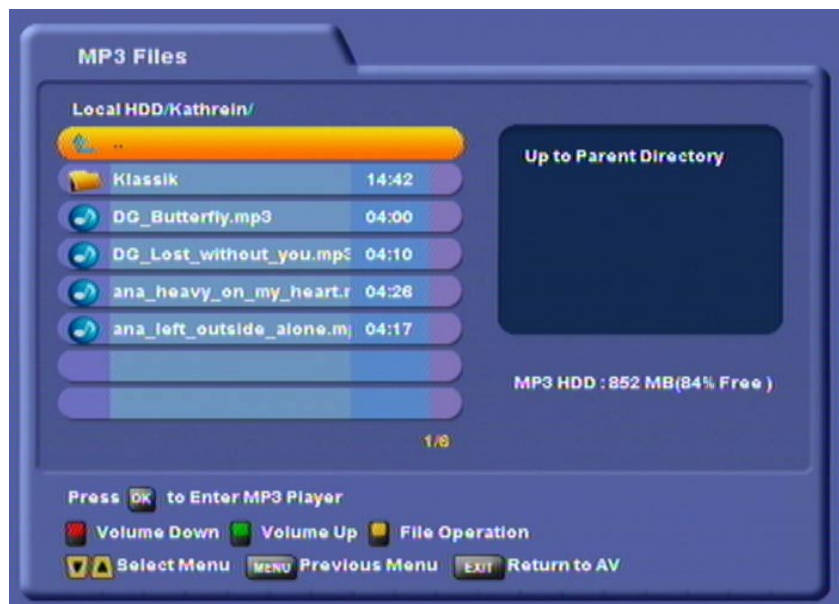 MP3 Files
Local HDD/Kathrein/
..
Up to Parent Directory
Klassik 14:42
DG_Butterfly.mp3 04:00
DG_Lost_without_you.mp3 04:10
ana_heavy_on_my_heart.r 04:26
ana_left_outside_alone.m 04:17
MP3 HDD : 852 MB(84% Free )
1/6
Press OK to Enter MP3 Player
Volume Down Volume Up File Operation
Select Menu MENU Previous Menu EXIT Return to AV